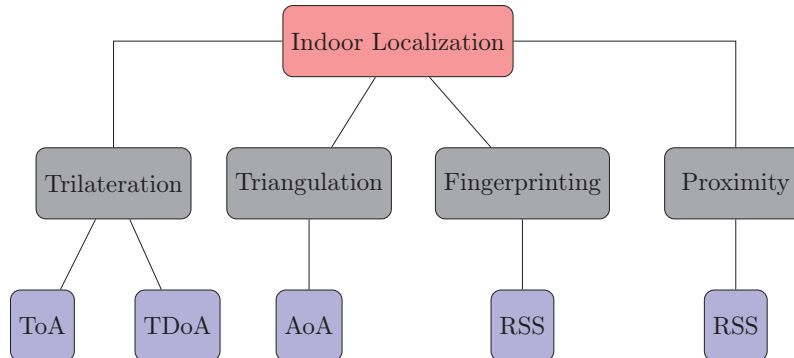 Indoor Localization
Trilateration
Triangulation
Fingerprinting
Proximity
ToA
TDoA
AoA
RSS
RSS